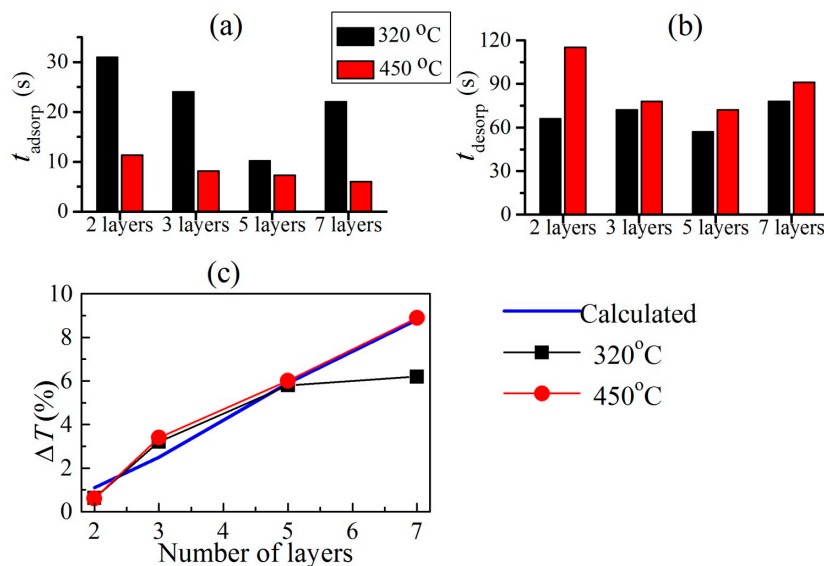 (a)
320 °C
450 °C
(b)
t adsorp (s)
30
20
10
0
2 layers 3 layers 5 layers 7 layers
t desorp (s)
120
90
60
30
0
2 layers 3 layers 5 layers 7 layers
(c)
ΔT (%)
10
8
6
4
2
0
2 3 4 5 6 7
Number of layers
Calculated
320°C
450°C